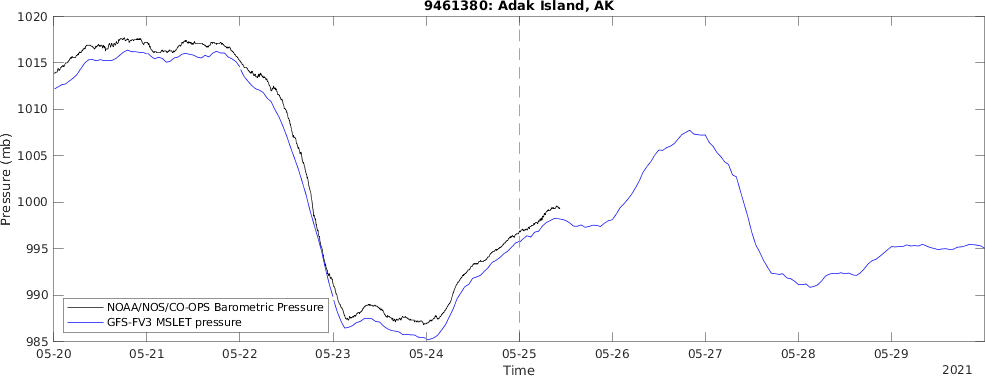 9461380: Adak Island, AK
1020
1015
1010
1005
1000
995
990
985
Pressure (mb)
NOAA/NOS/CO-OPS Barometric Pressure
GFS-FV3 MSLET pressure
05-20 05-21 05-22 05-23 05-24 05-25 05-26 05-27 05-28 05-29
Time
2021